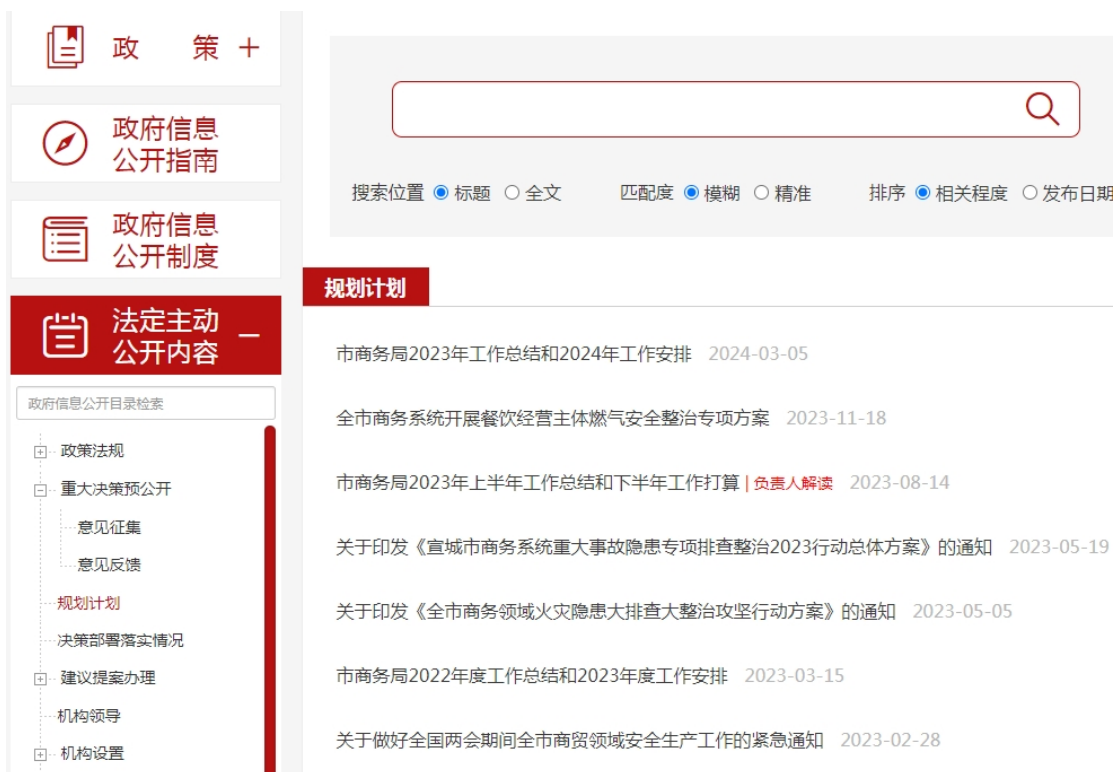 政 策 +
政府信息
公开指南
政府信息
公开制度
法定主动
公开内容
政府信息公开目录检索
政策法规
重大决策预公开
意见征集
意见反馈
规划计划
决策部署落实情况
建议提案办理
机构领导
机构设置
搜索位置 标题 全文 匹配度 模糊 精准 排序 相关程度 发布日期
规划计划
市商务局2023年工作总结和2024年工作安排 2024-03-05
全市商务系统开展餐饮经营主体燃气安全整治专项方案 2023-11-18
市商务局2023年上半年工作总结和下半年工作打算 | 负责人解读 2023-08-14
关于印发《宣城市商务系统重大事故隐患专项排查整治2023行动总体方案》的通知 2023-05-19
关于印发《全市商务领域火灾隐患大排查大整治攻坚行动方案》的通知 2023-05-05
市商务局2022年度工作总结和2023年度工作安排 2023-03-15
关于做好全国两会期间全市商贸领域安全生产工作的紧急通知 2023-02-28